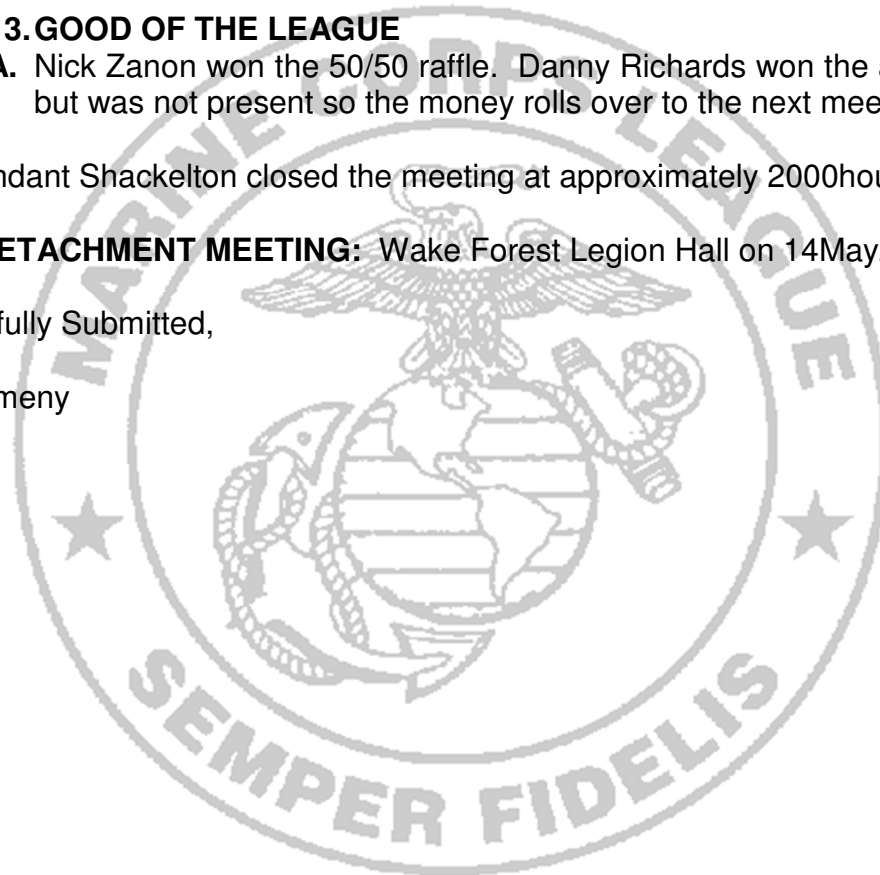 3. GOOD OF THE LEAGUE
A. Nick Zanon won the 50/50 raffle. Danny Richards won the
but was not present so the money rolls over to the next mee
ndant Shackelton closed the meeting at approximately 2000hou
ETACHMENT MEETING: Wake Forest Legion Hall on 14May
fully Submitted,
meny
MARINE CORPS LEAGUE
SEMPER FIDELIS